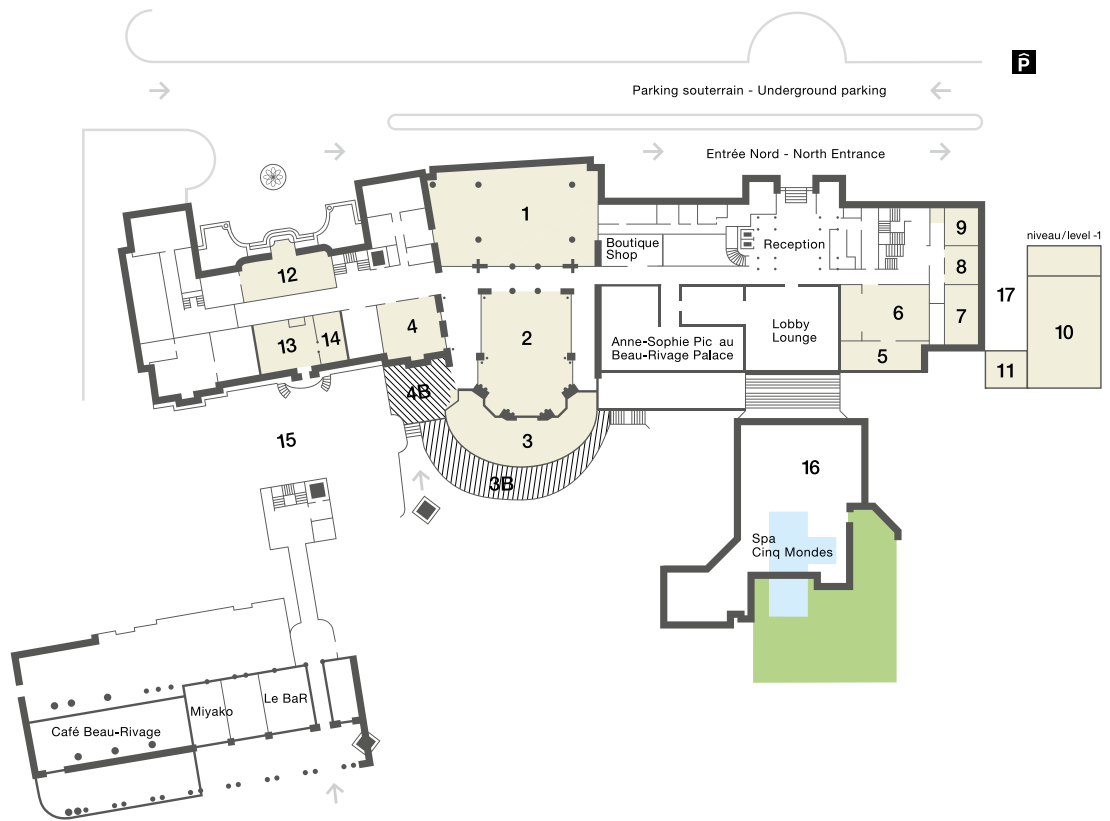 P
Parking souterrain - Underground parking
Entrée Nord - North Entrance
1
9
Boutique
Shop
Reception
niveau/level -1
8
12
17
6
7
10
4
2
14
13
Anne-Sophie Pic au
Beau-Rivage Palace
Lobby
Lounge
5
11
4B
15
3
16
3B
Spa
Cinq Mondes
Le BaR
Miyako
Café Beau-Rivage